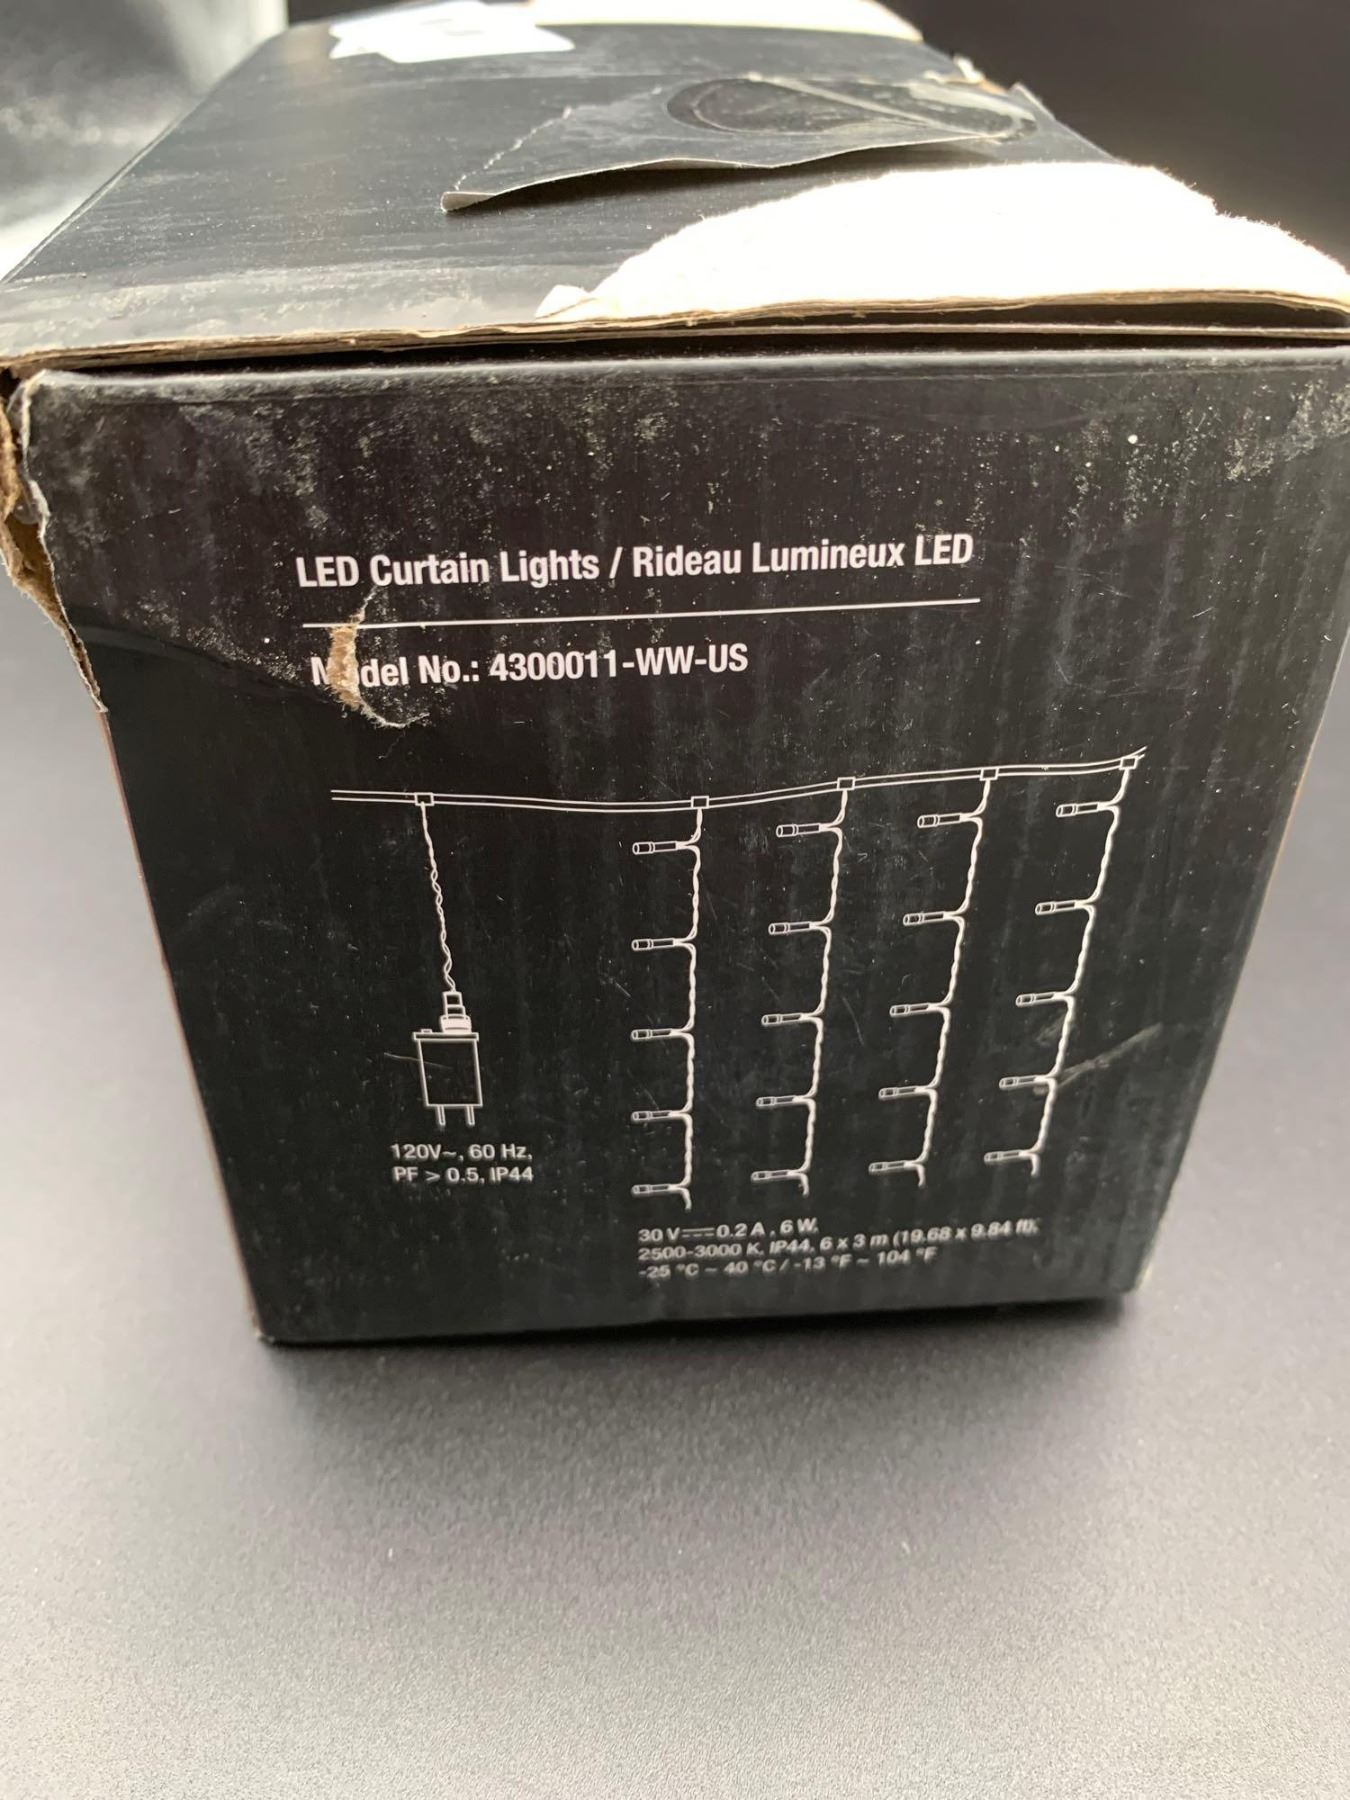 LED Curtain Lights / Rideau Lumineux LED
Model No.: 4300011-WW-US
120V~, 60 Hz,
PF > 0.5, IP44
30 V⎓0.2 A , 6 W,
2500-3000 K, IP44, 6 x 3 m (19.68 x 9.84 ft),
-25 °C ~ 40 °C / -13 °F ~ 104 °F